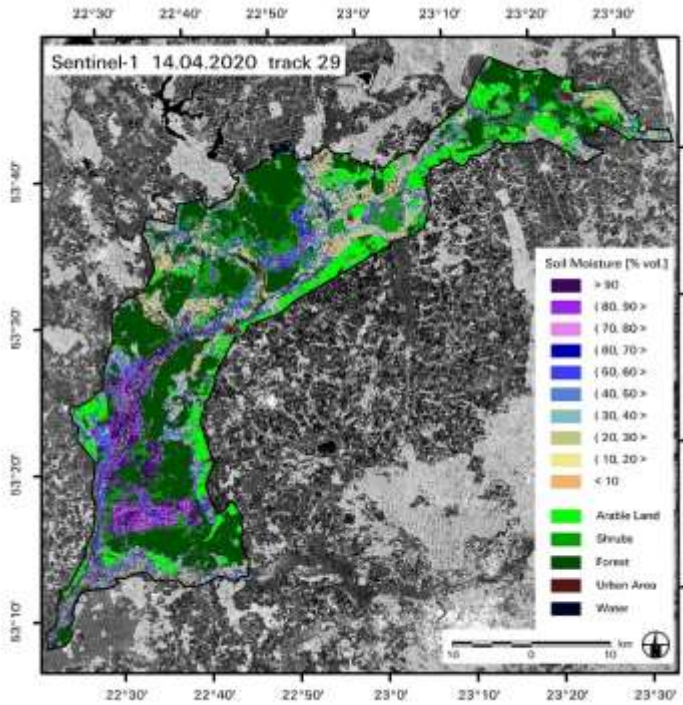 22°30' 22°40' 22°50' 23°0' 23°10' 23°20' 23°30'
Sentinel-1 14.04.2020 track 29
53°40'
53°30'
53°20'
53°10'
Soil Moisture [% vol.]
> 90
( 80, 90 >
( 70, 80 >
( 60, 70 >
( 50, 60 >
( 40, 50 >
( 30, 40 >
( 20, 30 >
( 10, 20 >
< 10
Arable Land
Shrubs
Forest
Urban Area
Water
10 0 10 km
22°30' 22°40' 22°50' 23°0' 23°10' 23°20' 23°30'